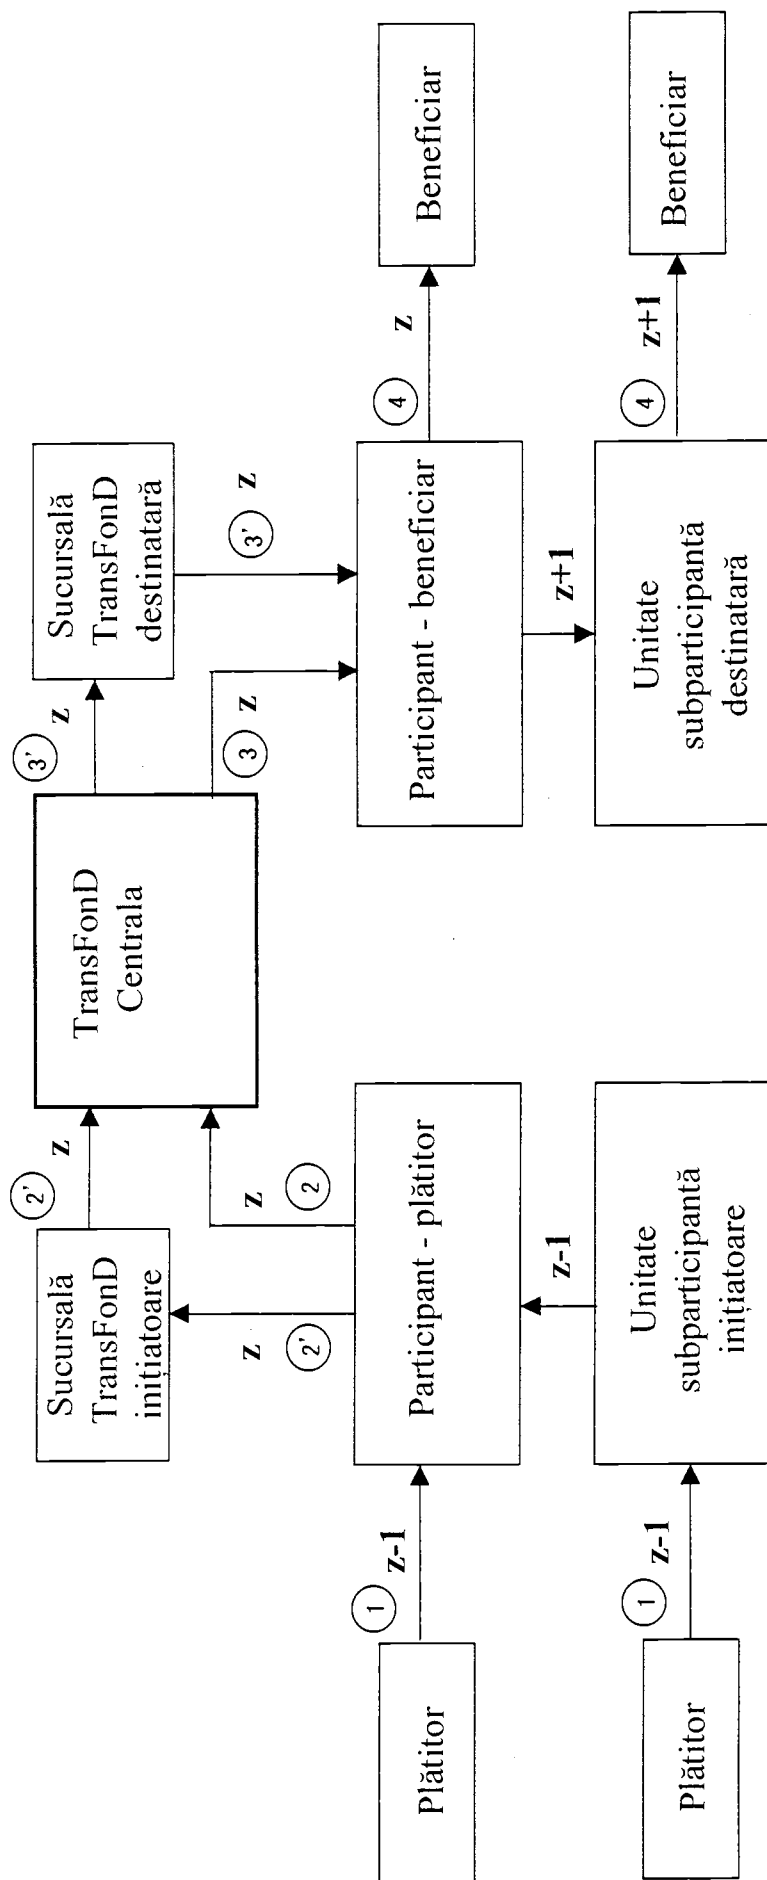 Sucursală
TransFonD
inițiatoare
2'
z
TransFonD
Centrala
3'
z
Sucursală
TransFonD
destinatară
z
2'
z
2
3
z
3'
z
Plătitor
1
z-1
Participant - plătitor
Participant - beneficiar
4
z
Beneficiar
z-1
z+1
Plătitor
1
z-1
Unitate
subparticipantă
inițiatoare
Unitate
subparticipantă
destinatară
4
z+1
Beneficiar